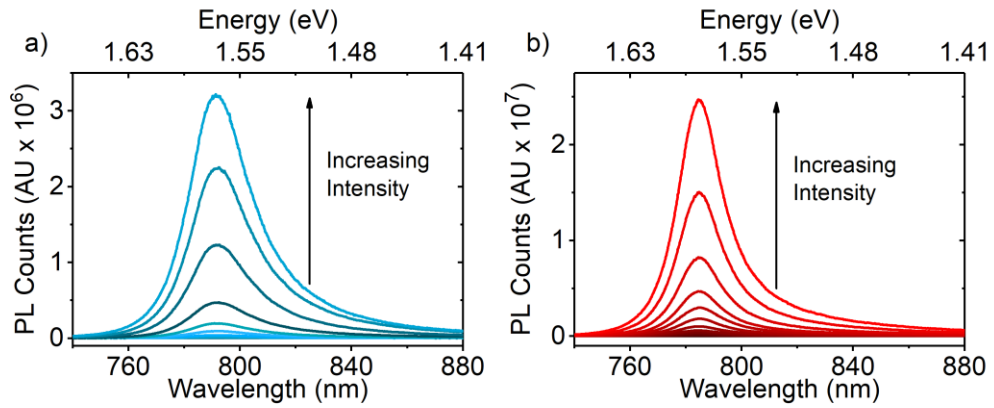 a)
Energy (eV)
1.63 1.55 1.48 1.41
PL Counts (AU x 10⁶)
3
2
1
0
Increasing
Intensity
760 800 840 880
Wavelength (nm)
b)
Energy (eV)
1.63 1.55 1.48 1.41
PL Counts (AU x 10⁷)
2
1
0
Increasing
Intensity
760 800 840 880
Wavelength (nm)